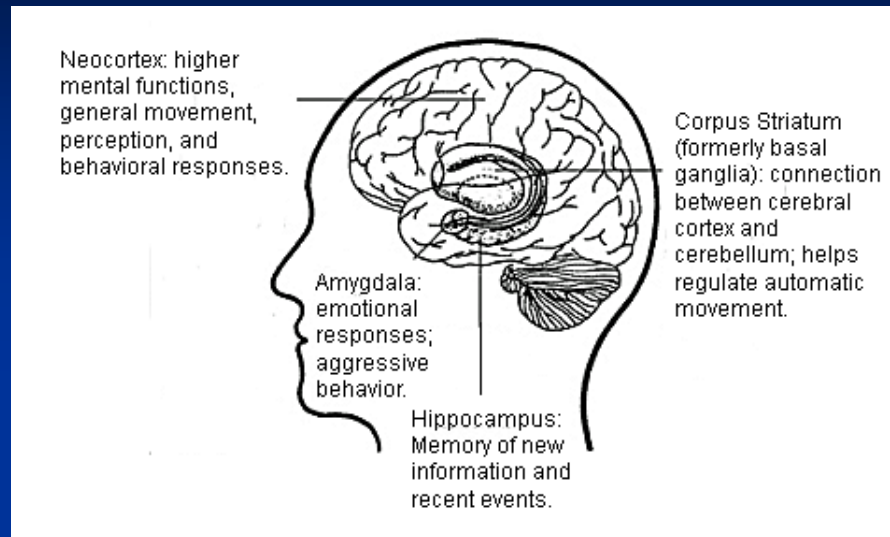 Neocortex: higher
mental functions,
general movement,
perception, and
behavioral responses.
Corpus Striatum
(formerly basal
ganglia): connection
between cerebral
cortex and
cerebellum; helps
regulate automatic
movement.
Amygdala:
emotional
responses;
aggressive
behavior.
Hippocampus:
Memory of new
information and
recent events.